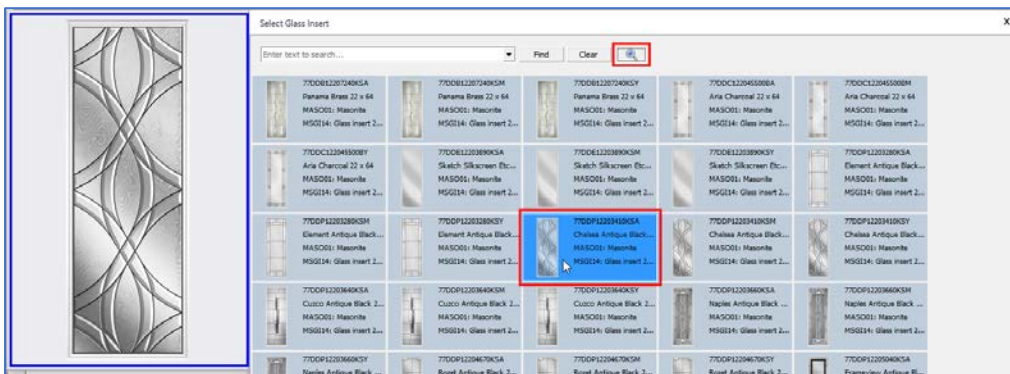 Select Glass Insert
X
Enter text to search...
Find
Clear
77DDB12207240KSA
Panama Brass 22 x 64
MASO01: Masonite
MSGI14: Glass insert 2...
77DDB12207240KSM
Panama Brass 22 x 64
MASO01: Masonite
MSGI14: Glass insert 2...
77DDB12207240KSY
Panama Brass 22 x 64
MASO01: Masonite
MSGI14: Glass insert 2...
77DDC12204550OBA
Aria Charcoal 22 x 64
MASO01: Masonite
MSGI14: Glass insert 2...
77DDC12204550OBM
Aria Charcoal 22 x 64
MASO01: Masonite
MSGI14: Glass insert 2...
77DDC12204550OBY
Aria Charcoal 22 x 64
MASO01: Masonite
MSGI14: Glass insert 2...
77DDE12203890KSA
Sketch Silkscreen Etc...
MASO01: Masonite
MSGI14: Glass insert 2...
77DDE12203890KSM
Sketch Silkscreen Etc...
MASO01: Masonite
MSGI14: Glass insert 2...
77DDE12203890KSY
Sketch Silkscreen Etc...
MASO01: Masonite
MSGI14: Glass insert 2...
77DDP12203280KSA
Element Antique Black...
MASO01: Masonite
MSGI14: Glass insert 2...
77DDP12203280KSM
Element Antique Black...
MASO01: Masonite
MSGI14: Glass insert 2...
77DDP12203280KSY
Element Antique Black...
MASO01: Masonite
MSGI14: Glass insert 2...
77DDP12203410KSA
Chelsea Antique Black...
MASO01: Masonite
MSGI14: Glass insert 2...
77DDP12203410KSM
Chelsea Antique Black...
MASO01: Masonite
MSGI14: Glass insert 2...
77DDP12203410KSY
Chelsea Antique Black...
MASO01: Masonite
MSGI14: Glass insert 2...
77DDP12203640KSA
Cuzco Antique Black 2...
MASO01: Masonite
MSGI14: Glass insert 2...
77DDP12203640KSM
Cuzco Antique Black 2...
MASO01: Masonite
MSGI14: Glass insert 2...
77DDP12203640KSY
Cuzco Antique Black 2...
MASO01: Masonite
MSGI14: Glass insert 2...
77DDP12203660KSA
Naples Antique Black ...
MASO01: Masonite
MSGI14: Glass insert 2...
77DDP12203660KSM
Naples Antique Black ...
MASO01: Masonite
MSGI14: Glass insert 2...
77DDP12203660KSY
Naples Antique Black ...
77DDP12204670KSA
77DDP12204670KSM
77DDP12204670KSY
77DDP12205040KSA